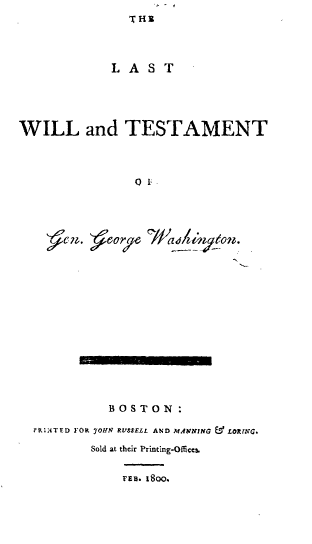 THE
LAST
WILL and TESTAMENT
OF
Gen. George Washington.
BOSTON:
PRINTED FOR JOHN RUSSELL AND MANNING & LORING.
Sold at their Printing-Offices.
FEB. 1800.